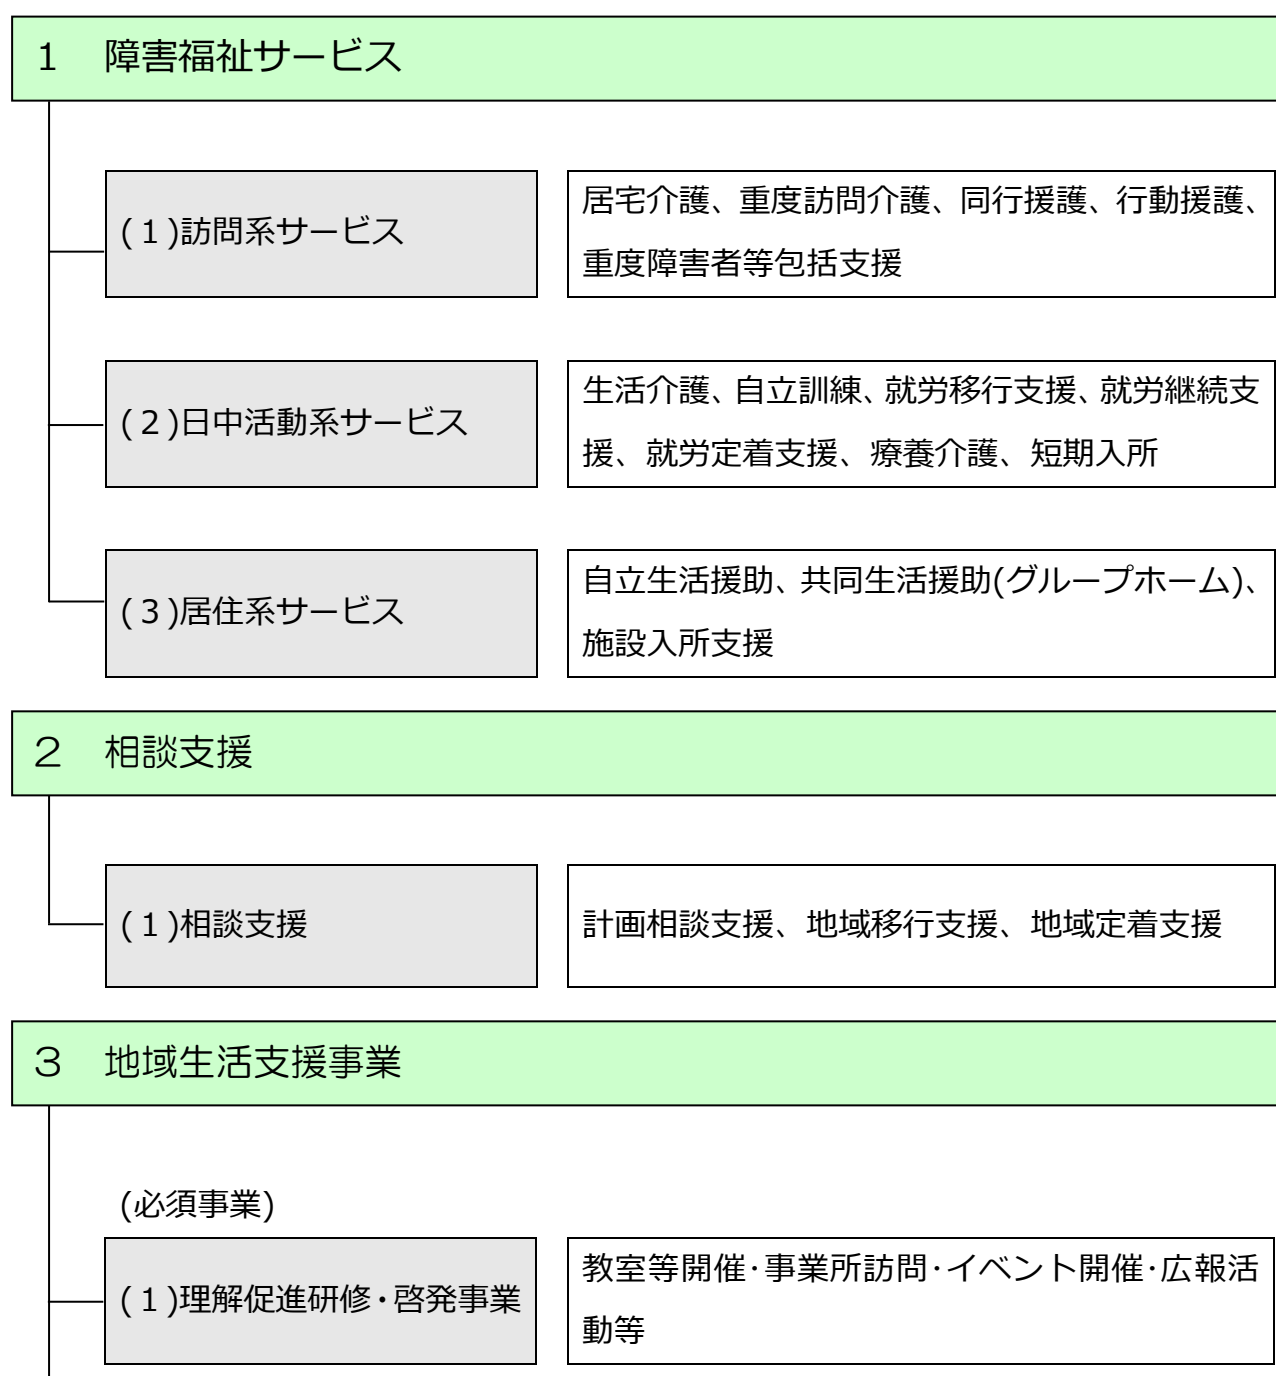 1　障害福祉サービス
(１)訪問系サービス
居宅介護、重度訪問介護、同行援護、行動援護、
重度障害者等包括支援
(２)日中活動系サービス
生活介護、自立訓練、就労移行支援、就労継続支
援、就労定着支援、療養介護、短期入所
(３)居住系サービス
自立生活援助、共同生活援助(グループホーム)、
施設入所支援
２　相談支援
(１)相談支援
計画相談支援、地域移行支援、地域定着支援
３　地域生活支援事業
(必須事業)
(１)理解促進研修・啓発事業
教室等開催･事業所訪問･イベント開催･広報活
動等